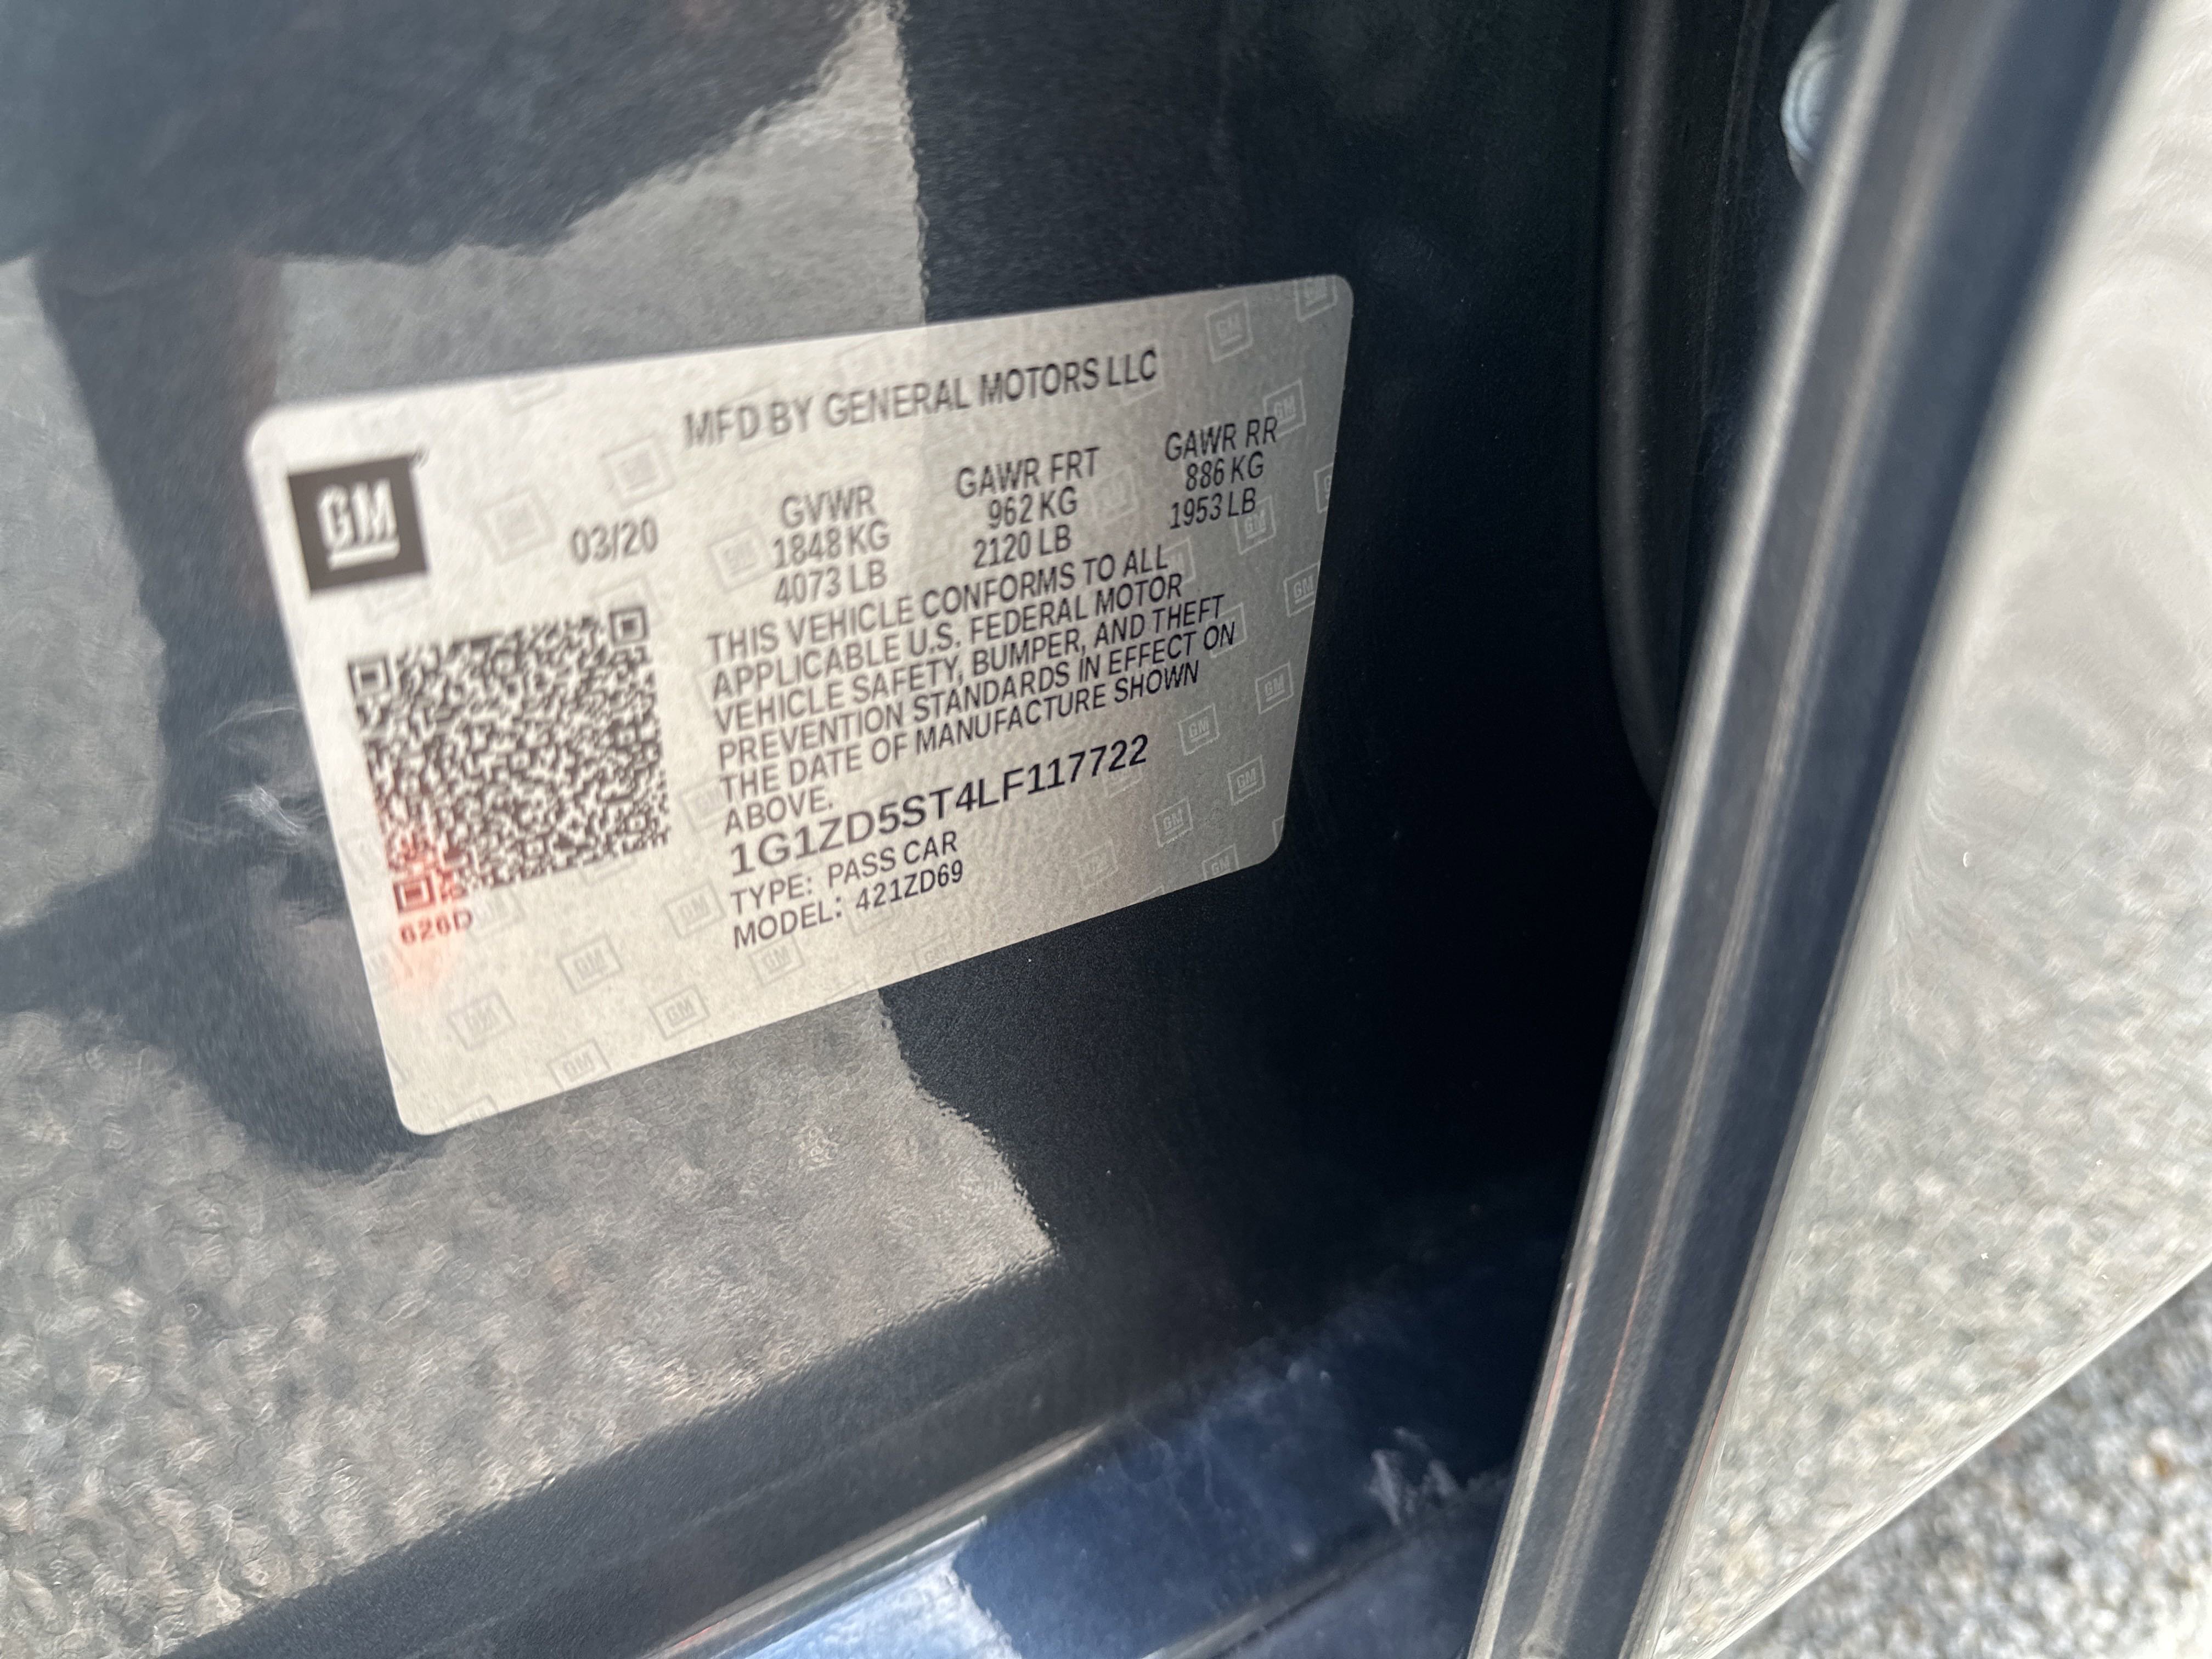 MFD BY GENERAL MOTORS LLC
GM
03/20
GVWR GAWR FRT GAWR RR
1848 KG 962 KG 886 KG
4073 LB 2120 LB 1953 LB
THIS VEHICLE CONFORMS TO ALL
APPLICABLE U.S. FEDERAL MOTOR
VEHICLE SAFETY, BUMPER, AND THEFT
PREVENTION STANDARDS IN EFFECT ON
THE DATE OF MANUFACTURE SHOWN
ABOVE.
1G1ZD5ST4LF117722
TYPE: PASS CAR
MODEL: 421ZD69
626D